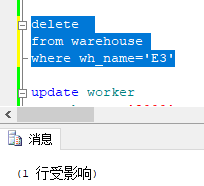 delete
from warehouse
where wh_name='E3'
update worker
消息
(1 行受影响)